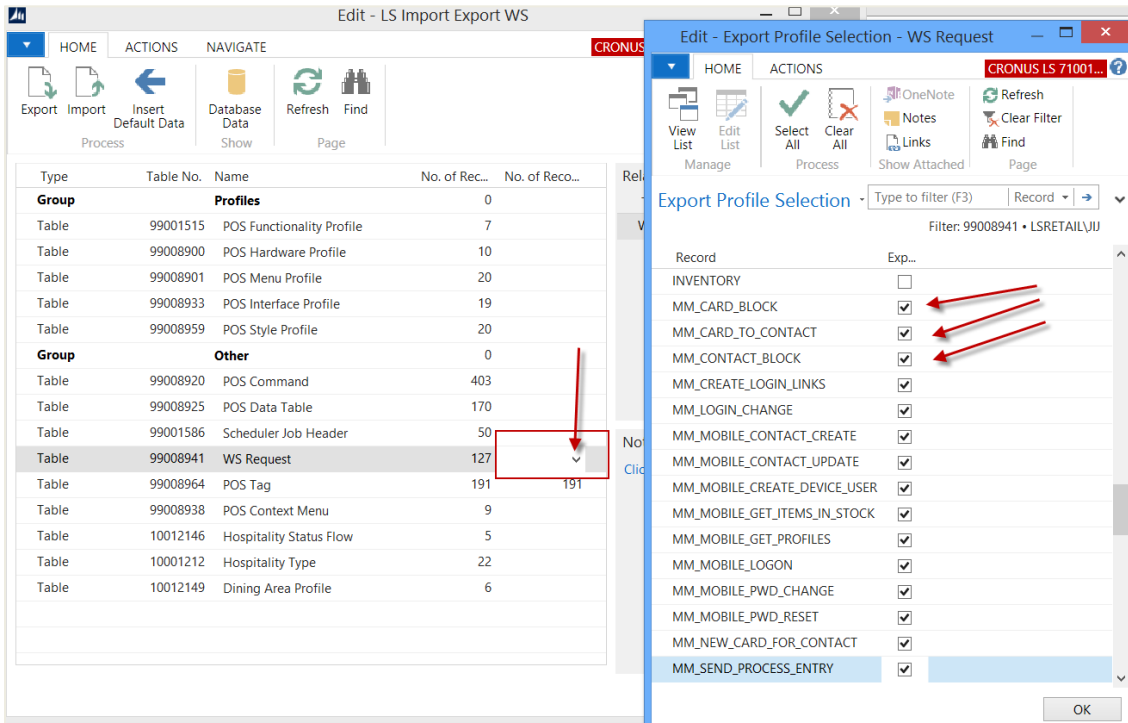 Edit - LS Import Export WS
HOME ACTIONS NAVIGATE
CRONUS
Export Import Insert Default Data Database Data Refresh Find
Process Show Page
Type Table No. Name No. of Rec... No. of Reco...
Group Profiles 0
Table 99001515 POS Functionality Profile 7
Table 99008900 POS Hardware Profile 10
Table 99008901 POS Menu Profile 20
Table 99008933 POS Interface Profile 19
Table 99008959 POS Style Profile 20
Group Other 0
Table 99008920 POS Command 403
Table 99008925 POS Data Table 170
Table 99001586 Scheduler Job Header 50
Table 99008941 WS Request 127
Table 99008964 POS Tag 191 191
Table 99008938 POS Context Menu 9
Table 10012146 Hospitality Status Flow 5
Table 10001212 Hospitality Type 22
Table 10012149 Dining Area Profile 6
Rel
No
Clic
Edit - Export Profile Selection - WS Request
HOME ACTIONS
CRONUS LS 71001...
View List Edit List Select All Clear All
OneNote Notes Links
Refresh Clear Filter Find
Manage Process Show Attached Page
Export Profile Selection
Type to filter (F3) Record
Filter: 99008941 • LSRETAIL\JIJ
Record Exp...
INVENTORY
MM_CARD_BLOCK
MM_CARD_TO_CONTACT
MM_CONTACT_BLOCK
MM_CREATE_LOGIN_LINKS
MM_LOGIN_CHANGE
MM_MOBILE_CONTACT_CREATE
MM_MOBILE_CONTACT_UPDATE
MM_MOBILE_CREATE_DEVICE_USER
MM_MOBILE_GET_ITEMS_IN_STOCK
MM_MOBILE_GET_PROFILES
MM_MOBILE_LOGON
MM_MOBILE_PWD_CHANGE
MM_MOBILE_PWD_RESET
MM_NEW_CARD_FOR_CONTACT
MM_SEND_PROCESS_ENTRY
OK